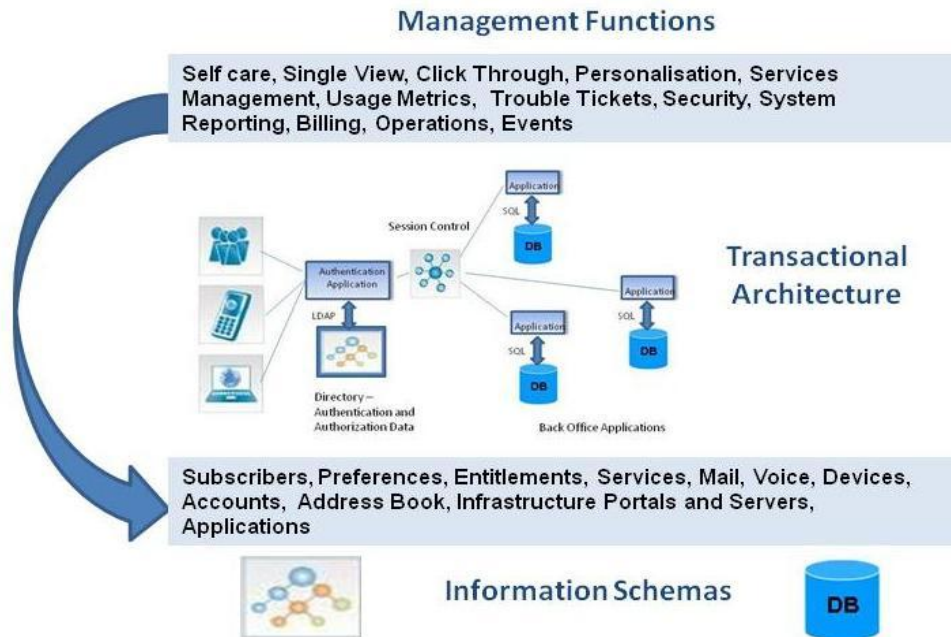 Management Functions
Self care, Single View, Click Through, Personalisation, Services
Management, Usage Metrics, Trouble Tickets, Security, System
Reporting, Billing, Operations, Events
Application
SQL
DB
Session Control
Authentication
Application
LDAP
Directory –
Authentication and
Authorization Data
Application
SQL
DB
Application
SQL
DB
Back Office Applications
Transactional
Architecture
Subscribers, Preferences, Entitlements, Services, Mail, Voice, Devices,
Accounts, Address Book, Infrastructure Portals and Servers,
Applications
Information Schemas
DB